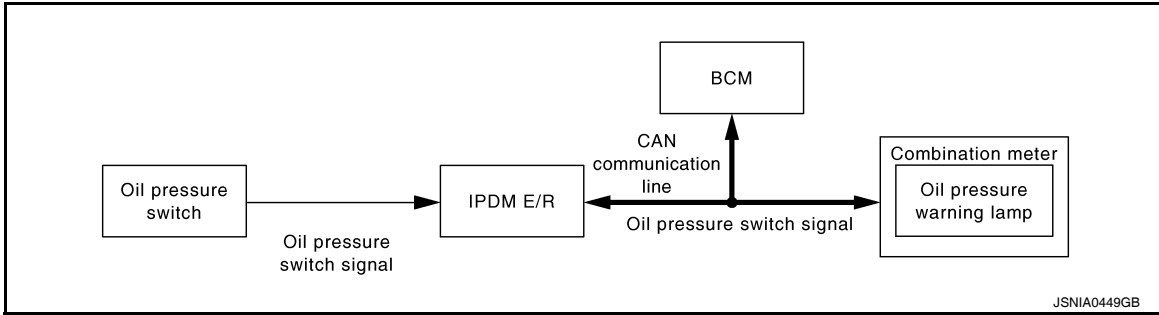 BCM
CAN
communication
line
Combination meter
Oil pressure
switch
IPDM E/R
Oil pressure
warning lamp
Oil pressure switch signal
Oil pressure
switch signal
JSNIA0449GB